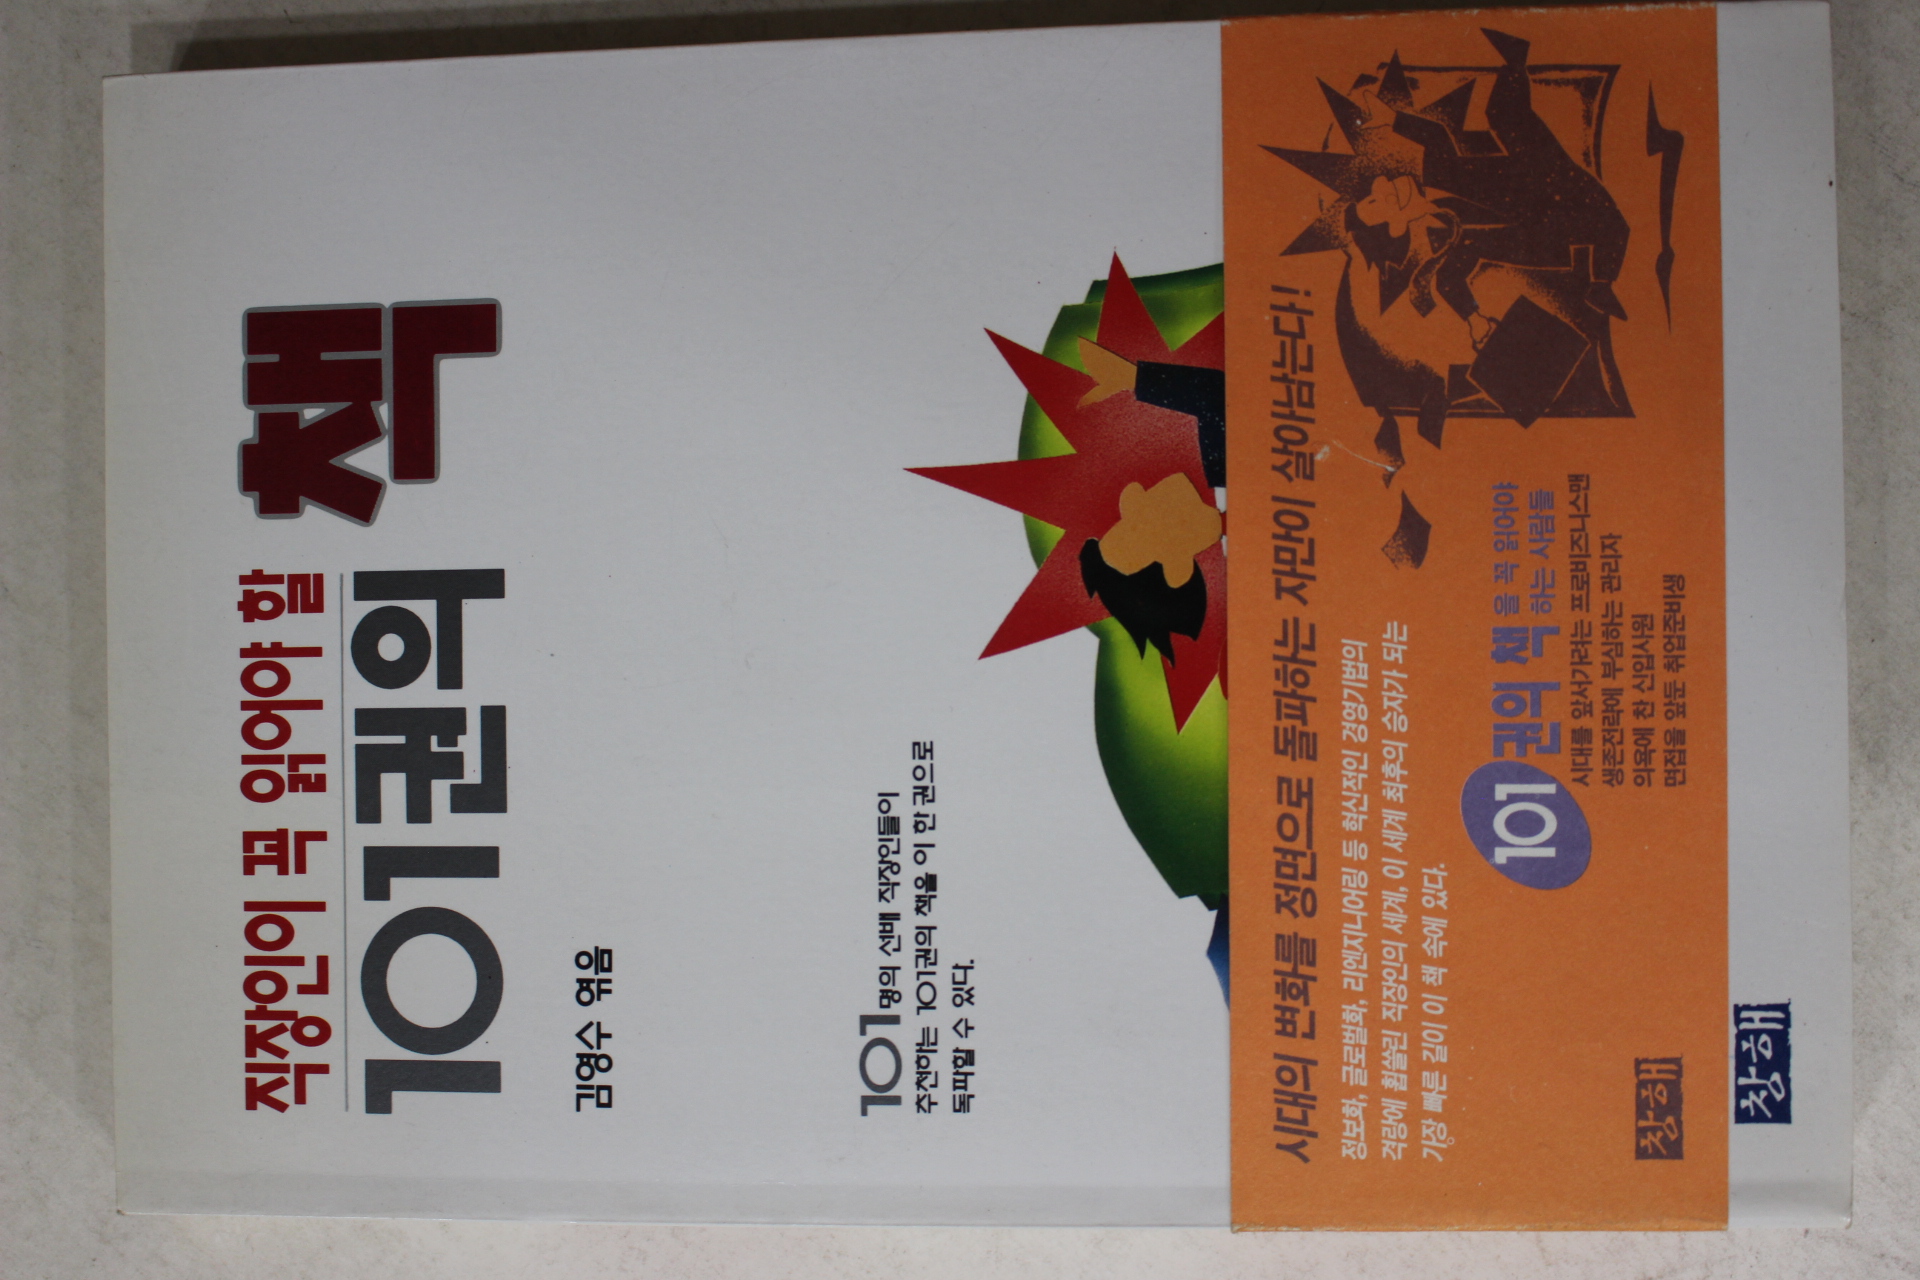 직장인이 꼭 읽어야 할
101권의 책
김영수 엮음
101명의 선배 직장인들이
추천하는 101권의 책을 이 한 권으로
독파할 수 있다.
시대의 변화를 정면으로 돌파하는 자만이 살아남는다!
정보화, 글로벌화, 리엔지니어링 등 혁신적인 경영기법의
격랑에 휩쓸린 직장인의 세계, 이 세계 최후의 승자가 되는
가장 빠른 길이 이 책 속에 있다.
101권의 책을 꼭 읽어야
하는 사람들
시대를 앞서가려는 프로비즈니스맨
생존전략에 부심하는 관리자
의욕에 찬 신입사원
면접을 앞둔 취업준비생
창해
창해